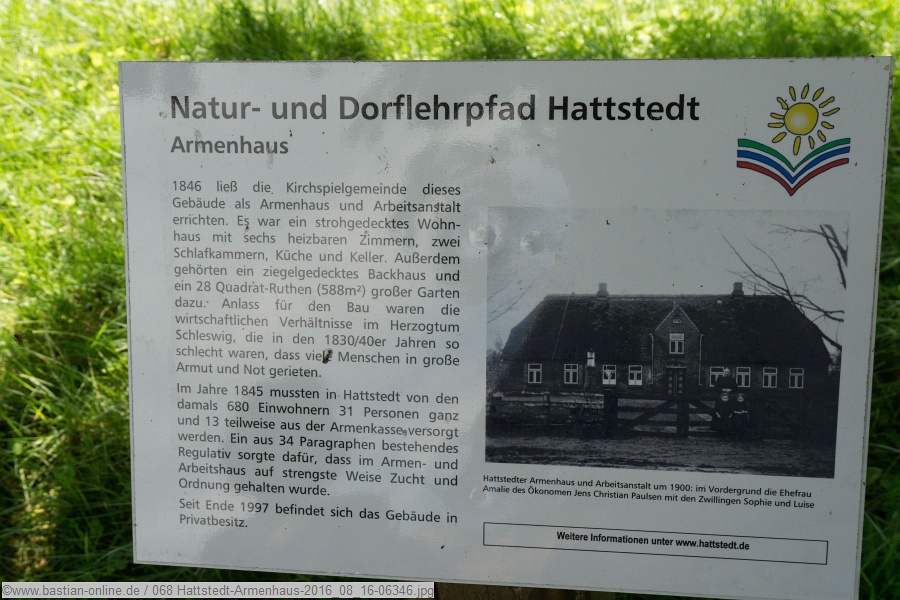 Natur- und Dorflehrpfad Hattstedt
Armenhaus
1846 ließ die Kirchspielgemeinde dieses
Gebäude als Armenhaus und Arbeitsanstalt
errichten. Es war ein strohgedecktes Wohn-
haus mit sechs heizbaren Zimmern, zwei
Schlafkammern, Küche und Keller. Außerdem
gehörten ein ziegelgedecktes Backhaus und
ein 28 Quadrat-Ruthen (588m²) großer Garten
dazu. Anlass für den Bau waren die
wirtschaftlichen Verhältnisse im Herzogtum
Schleswig, die in den 1830/40er Jahren so
schlecht waren, dass viele Menschen in große
Armut und Not gerieten.
Im Jahre 1845 mussten in Hattstedt von den
damals 680 Einwohnern 31 Personen ganz
und 13 teilweise aus der Armenkasse versorgt
werden. Ein aus 34 Paragraphen bestehendes
Regulativ sorgte dafür, dass im Armen- und
Arbeitshaus auf strengste Weise Zucht und
Ordnung gehalten wurde.
Seit Ende 1997 befindet sich das Gebäude in
Privatbesitz.
Hattstedter Armenhaus und Arbeitsanstalt um 1900: im Vordergrund die Ehefrau
Amalie des Ökonomen Jens Christian Paulsen mit den Zwillingen Sophie und Luise
Weitere Informationen unter www.hattstedt.de
©www.bastian-online.de / 068 Hattstedt-Armenhaus-2016_08_16-06346.jpg